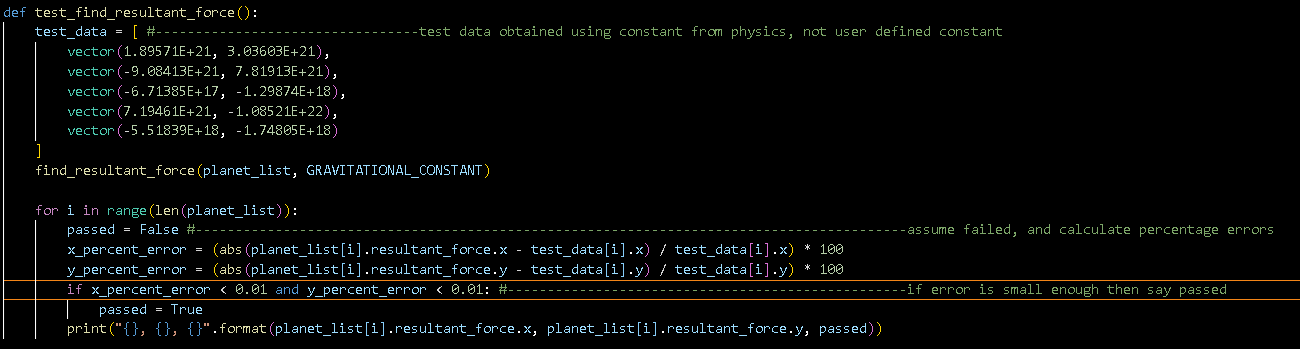 def test_find_resultant_force():
    test_data = [ #---------------------------------test data obtained using constant from physics, not user defined constant
        vector(1.89571E+21, 3.03603E+21),
        vector(-9.08413E+21, 7.81913E+21),
        vector(-6.71385E+17, -1.29874E+18),
        vector(7.19461E+21, -1.08521E+22),
        vector(-5.51839E+18, -1.74805E+18)
    ]
    find_resultant_force(planet_list, GRAVITATIONAL_CONSTANT)
    for i in range(len(planet_list)):
        passed = False #------------------------------------------------------------------------------------------assume failed, and calculate percentage errors
        x_percent_error = (abs(planet_list[i].resultant_force.x - test_data[i].x) / test_data[i].x) * 100
        y_percent_error = (abs(planet_list[i].resultant_force.y - test_data[i].y) / test_data[i].y) * 100
        if x_percent_error < 0.01 and y_percent_error < 0.01: #--------------------------------------------------if error is small enough then say passed
            passed = True
        print("{}, {}, {}".format(planet_list[i].resultant_force.x, planet_list[i].resultant_force.y, passed))